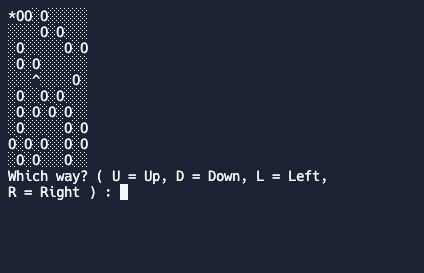 *OO░O░░░░░
░░░░O░O░░░
░O░░░░░O░O
░O░O░░░░░░
░░░^░░░░O░
░O░░O░O░░░
░O░O░O░O░░
░O░░░░░O░O
O░O░O░░O░O
░O░O░░░O░░
Which way? ( U = Up, D = Down, L = Left,
R = Right ) :